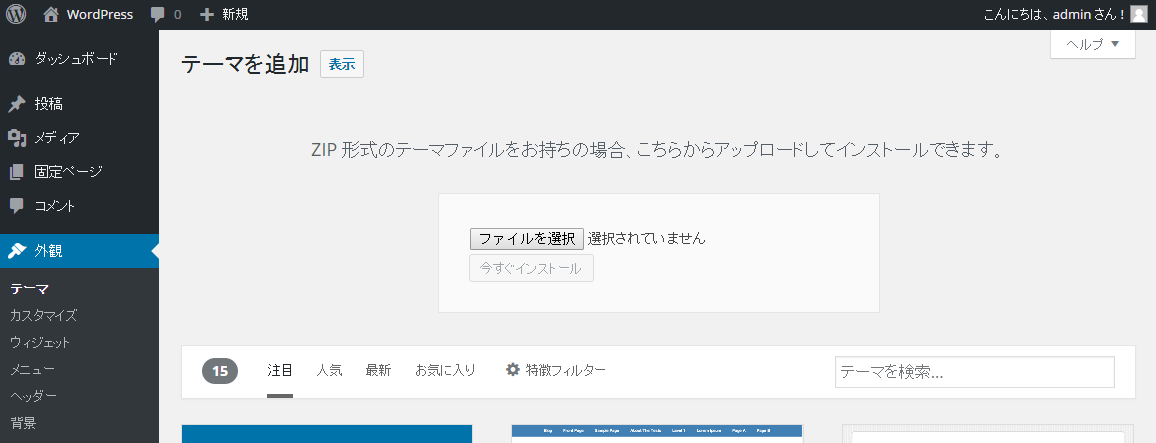 WordPress 0 新規 こんにちは、admin さん !
ヘルプ
テーマを追加 表示
ダッシュボード
投稿
メディア
固定ページ
コメント
外観
テーマ
カスタマイズ
ウィジェット
メニュー
ヘッダー
背景
ZIP 形式のテーマファイルをお持ちの場合、こちらからアップロードしてインストールできます。
ファイルを選択 選択されていません
今すぐインストール
15 注目 人気 最新 お気に入り 特徴フィルター テーマを検索...
Blog Front Page Sample Page About The Tests Level 1 Lorem Ipsum Page A Page B